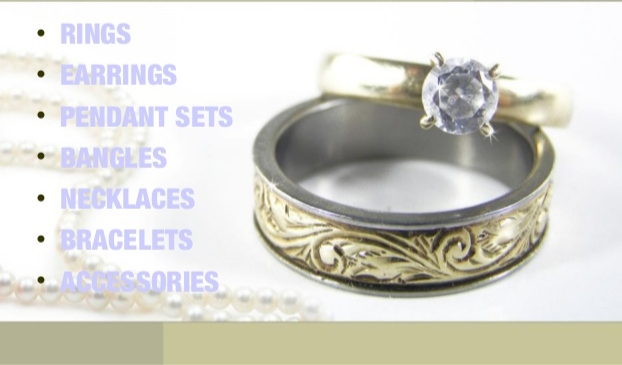 • RINGS
• EARRINGS
• PENDANT SETS
• BANGLES
• NECKLACES
• BRACELETS
• ACCESSORIES